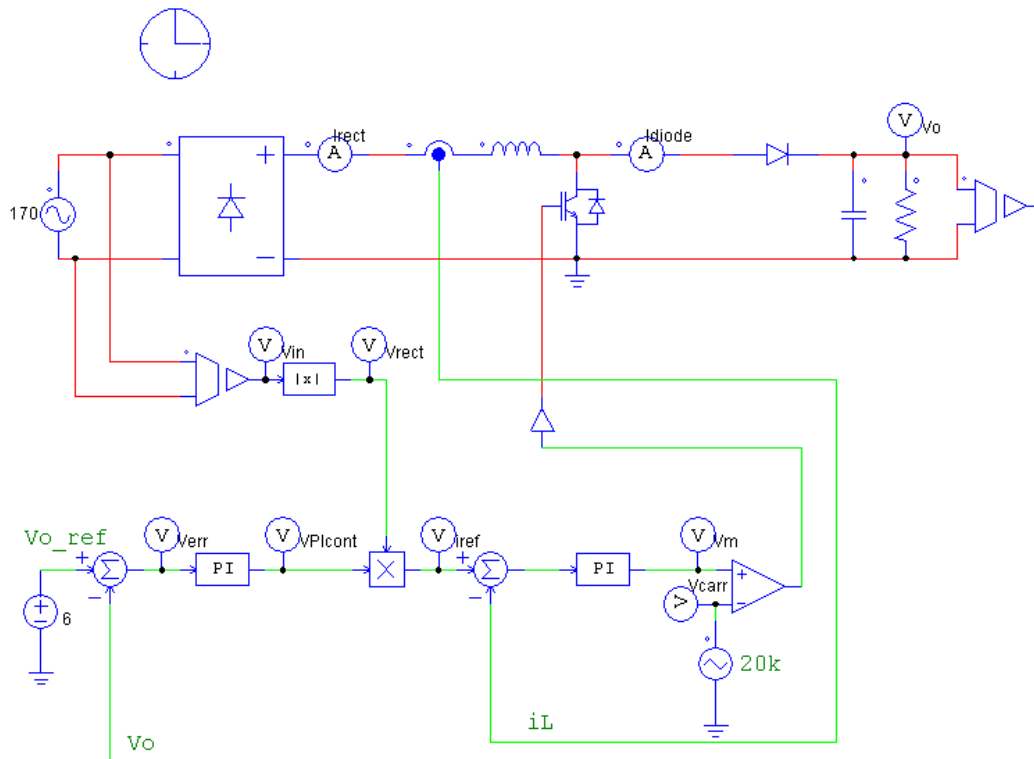 Irect
Idiode
V
Vo
A
A
170
V
Vin
V
Vrect
|x|
Vo_ref
V
Verr
V
VPIcont
V
iref
V
Vm
+
Σ
PI
X
+
Σ
PI
+
−
−
−
Vcarr
V
6
20k
iL
Vo